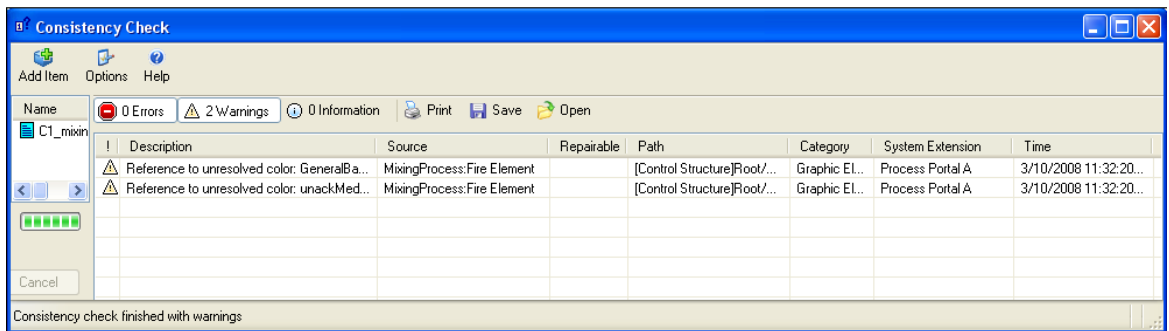 Consistency Check
Add Item Options Help
Name
C1_mixin
0 Errors 2 Warnings 0 Information Print Save Open
! Description Source Repairable Path Category System Extension Time
Reference to unresolved color: GeneralBa... MixingProcess:Fire Element [Control Structure]Root/... Graphic El... Process Portal A 3/10/2008 11:32:20...
Reference to unresolved color: unackMed... MixingProcess:Fire Element [Control Structure]Root/... Graphic El... Process Portal A 3/10/2008 11:32:20...
Cancel
Consistency check finished with warnings